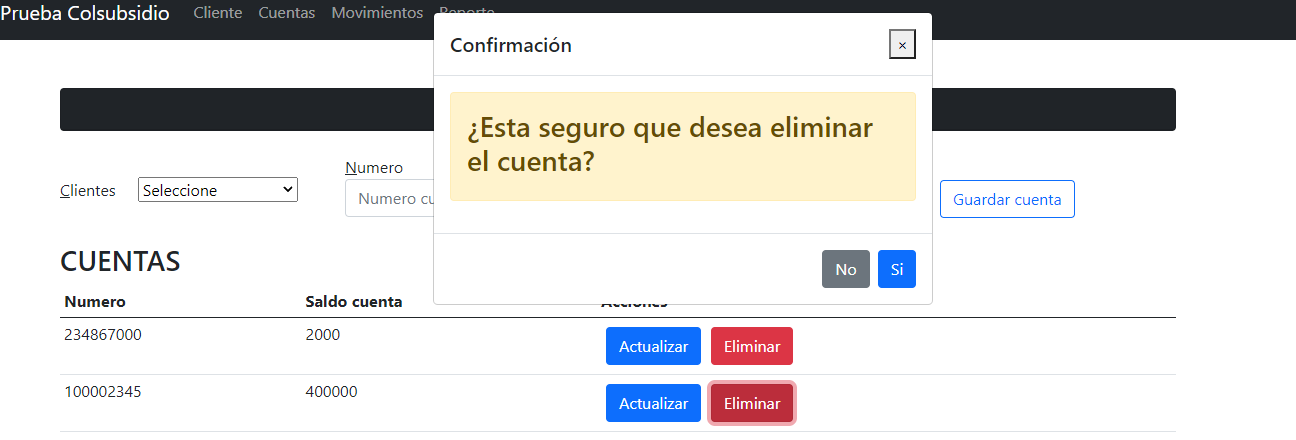 Prueba Colsubsidio Cliente Cuentas Movimientos Reporte
Confirmación ×
¿Esta seguro que desea eliminar
el cuenta?
Numero
Clientes Seleccione Numero cu Guardar cuenta
No Si
CUENTAS
Numero Saldo cuenta Acciones
234867000 2000 Actualizar Eliminar
100002345 400000 Actualizar Eliminar